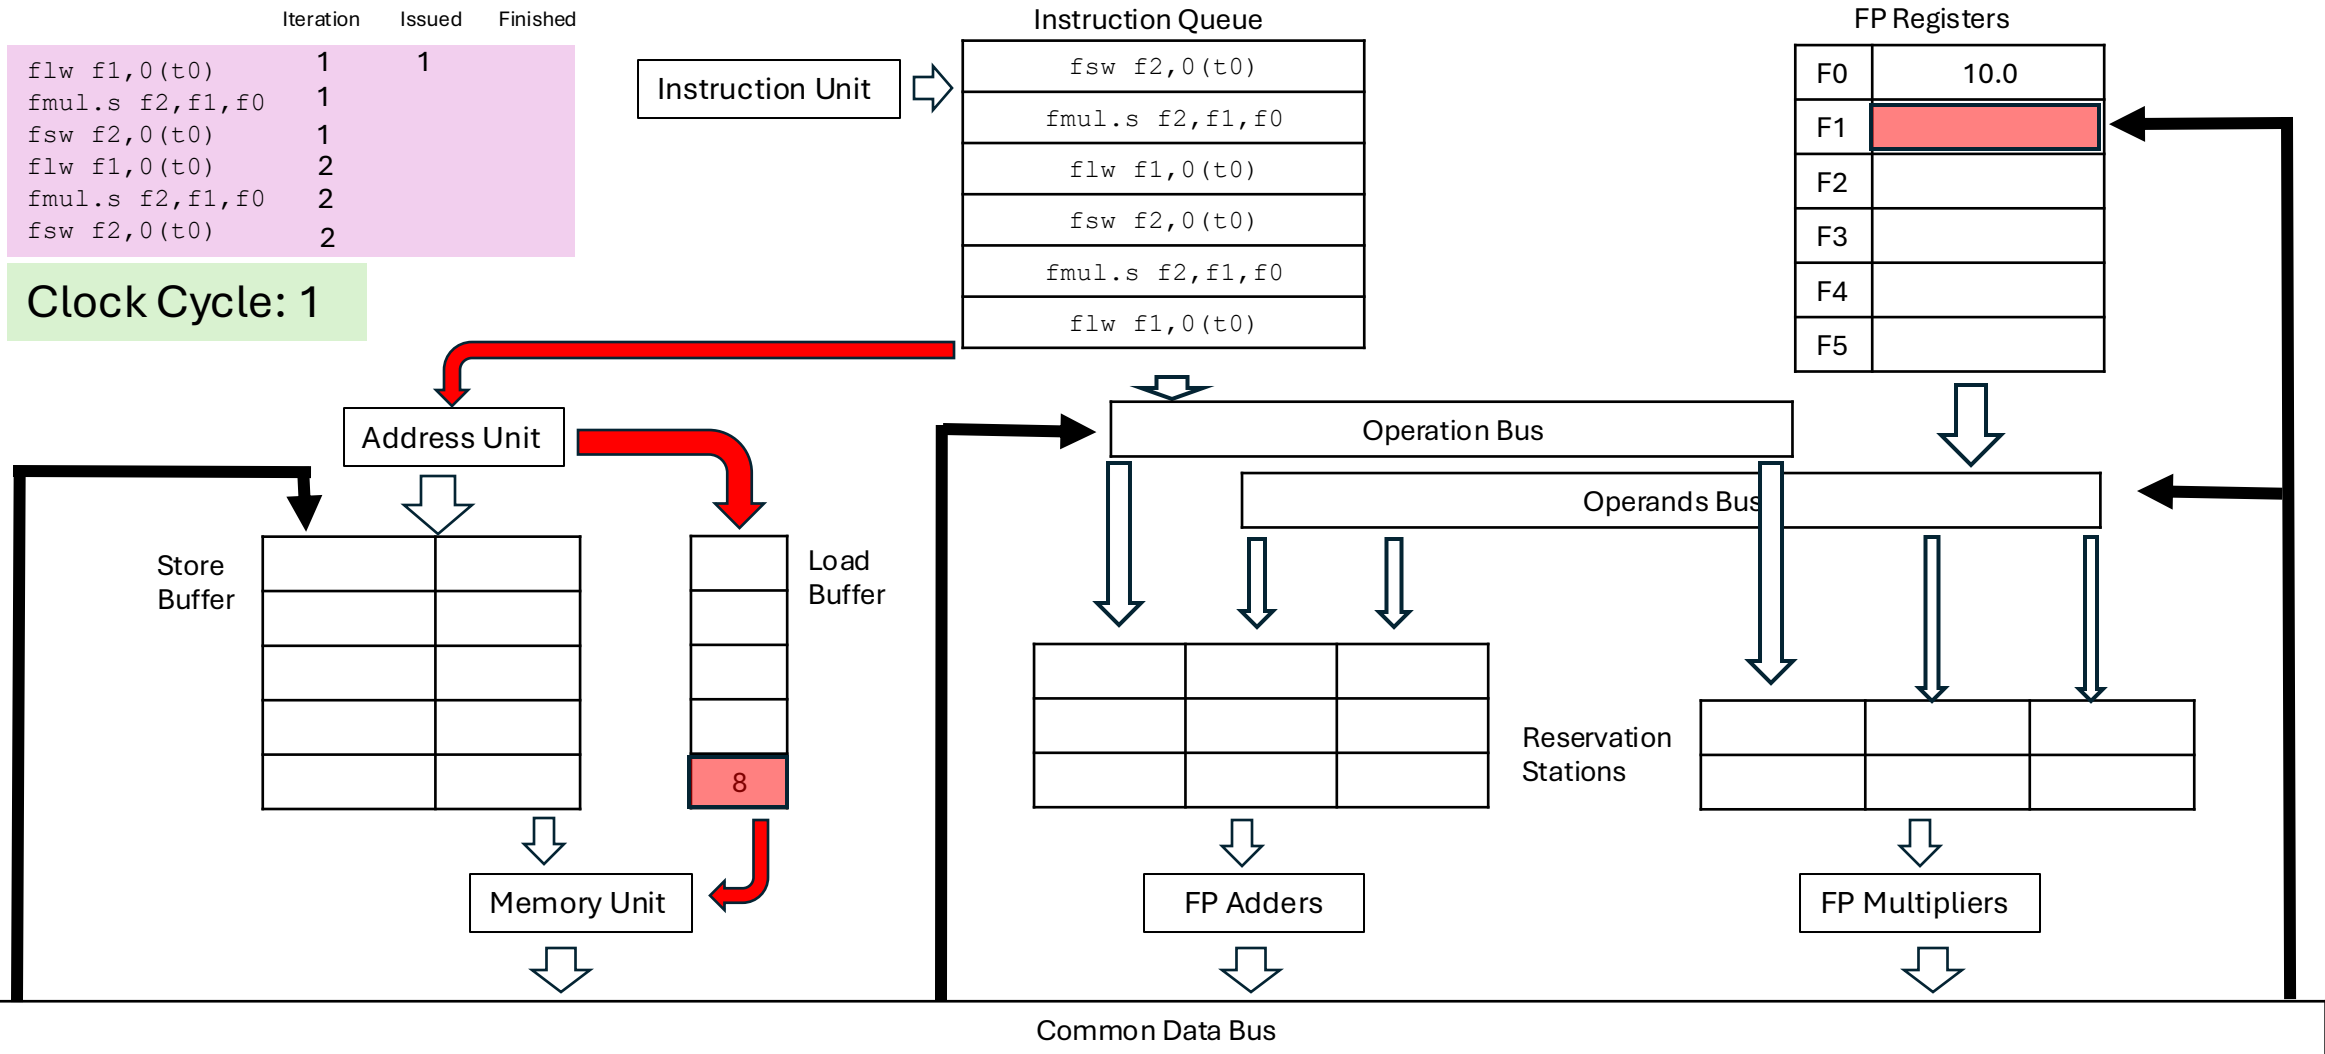 Iteration Issued Finished
flw f1,0(t0) 1 1
fmul.s f2,f1,f0 1
fsw f2,0(t0) 1
flw f1,0(t0) 2
fmul.s f2,f1,f0 2
fsw f2,0(t0) 2
Clock Cycle: 1
Instruction Unit
Instruction Queue
fsw f2,0(t0)
fmul.s f2,f1,f0
flw f1,0(t0)
fsw f2,0(t0)
fmul.s f2,f1,f0
flw f1,0(t0)
FP Registers
F0 10.0
F1
F2
F3
F4
F5
Address Unit
Operation Bus
Operands Bus
Store
Buffer
Load
Buffer
8
Reservation
Stations
Memory Unit
FP Adders
FP Multipliers
Common Data Bus